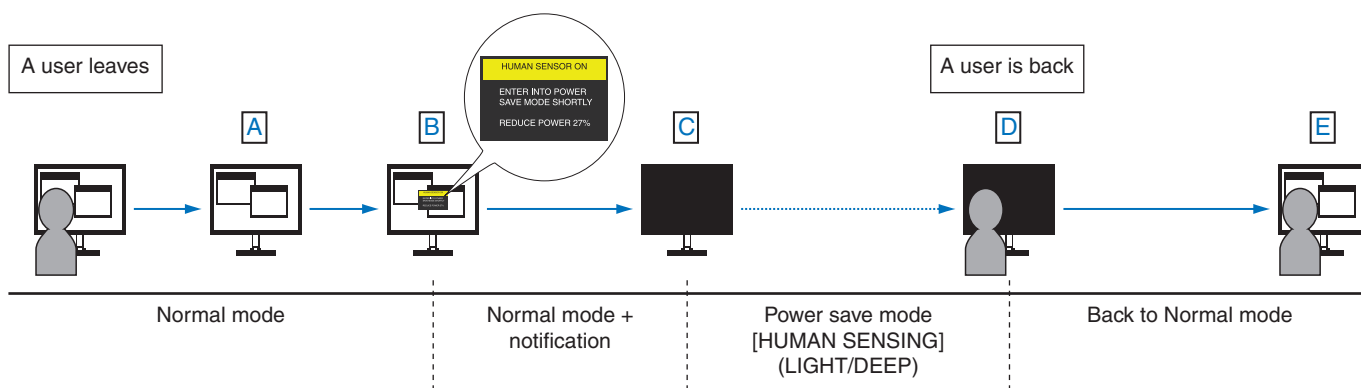 A user leaves
A user is back
HUMAN SENSOR ON
ENTER INTO POWER
SAVE MODE SHORTLY
REDUCE POWER 27%
A
B
C
D
E
Normal mode
Normal mode +
notification
Power save mode
[HUMAN SENSING]
(LIGHT/DEEP)
Back to Normal mode